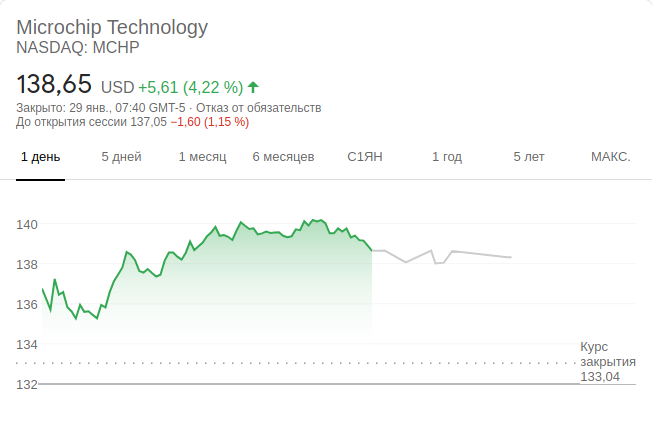 Microchip Technology
NASDAQ: MCHP
138,65 USD +5,61 (4,22 %)
Закрыто: 29 янв., 07:40 GMT-5 · Отказ от обязательств
До открытия сессии 137,05 −1,60 (1,15 %)
1 день 5 дней 1 месяц 6 месяцев С1ЯН 1 год 5 лет МАКС.
140
138
136
134
Курс
закрытия
133,04
132